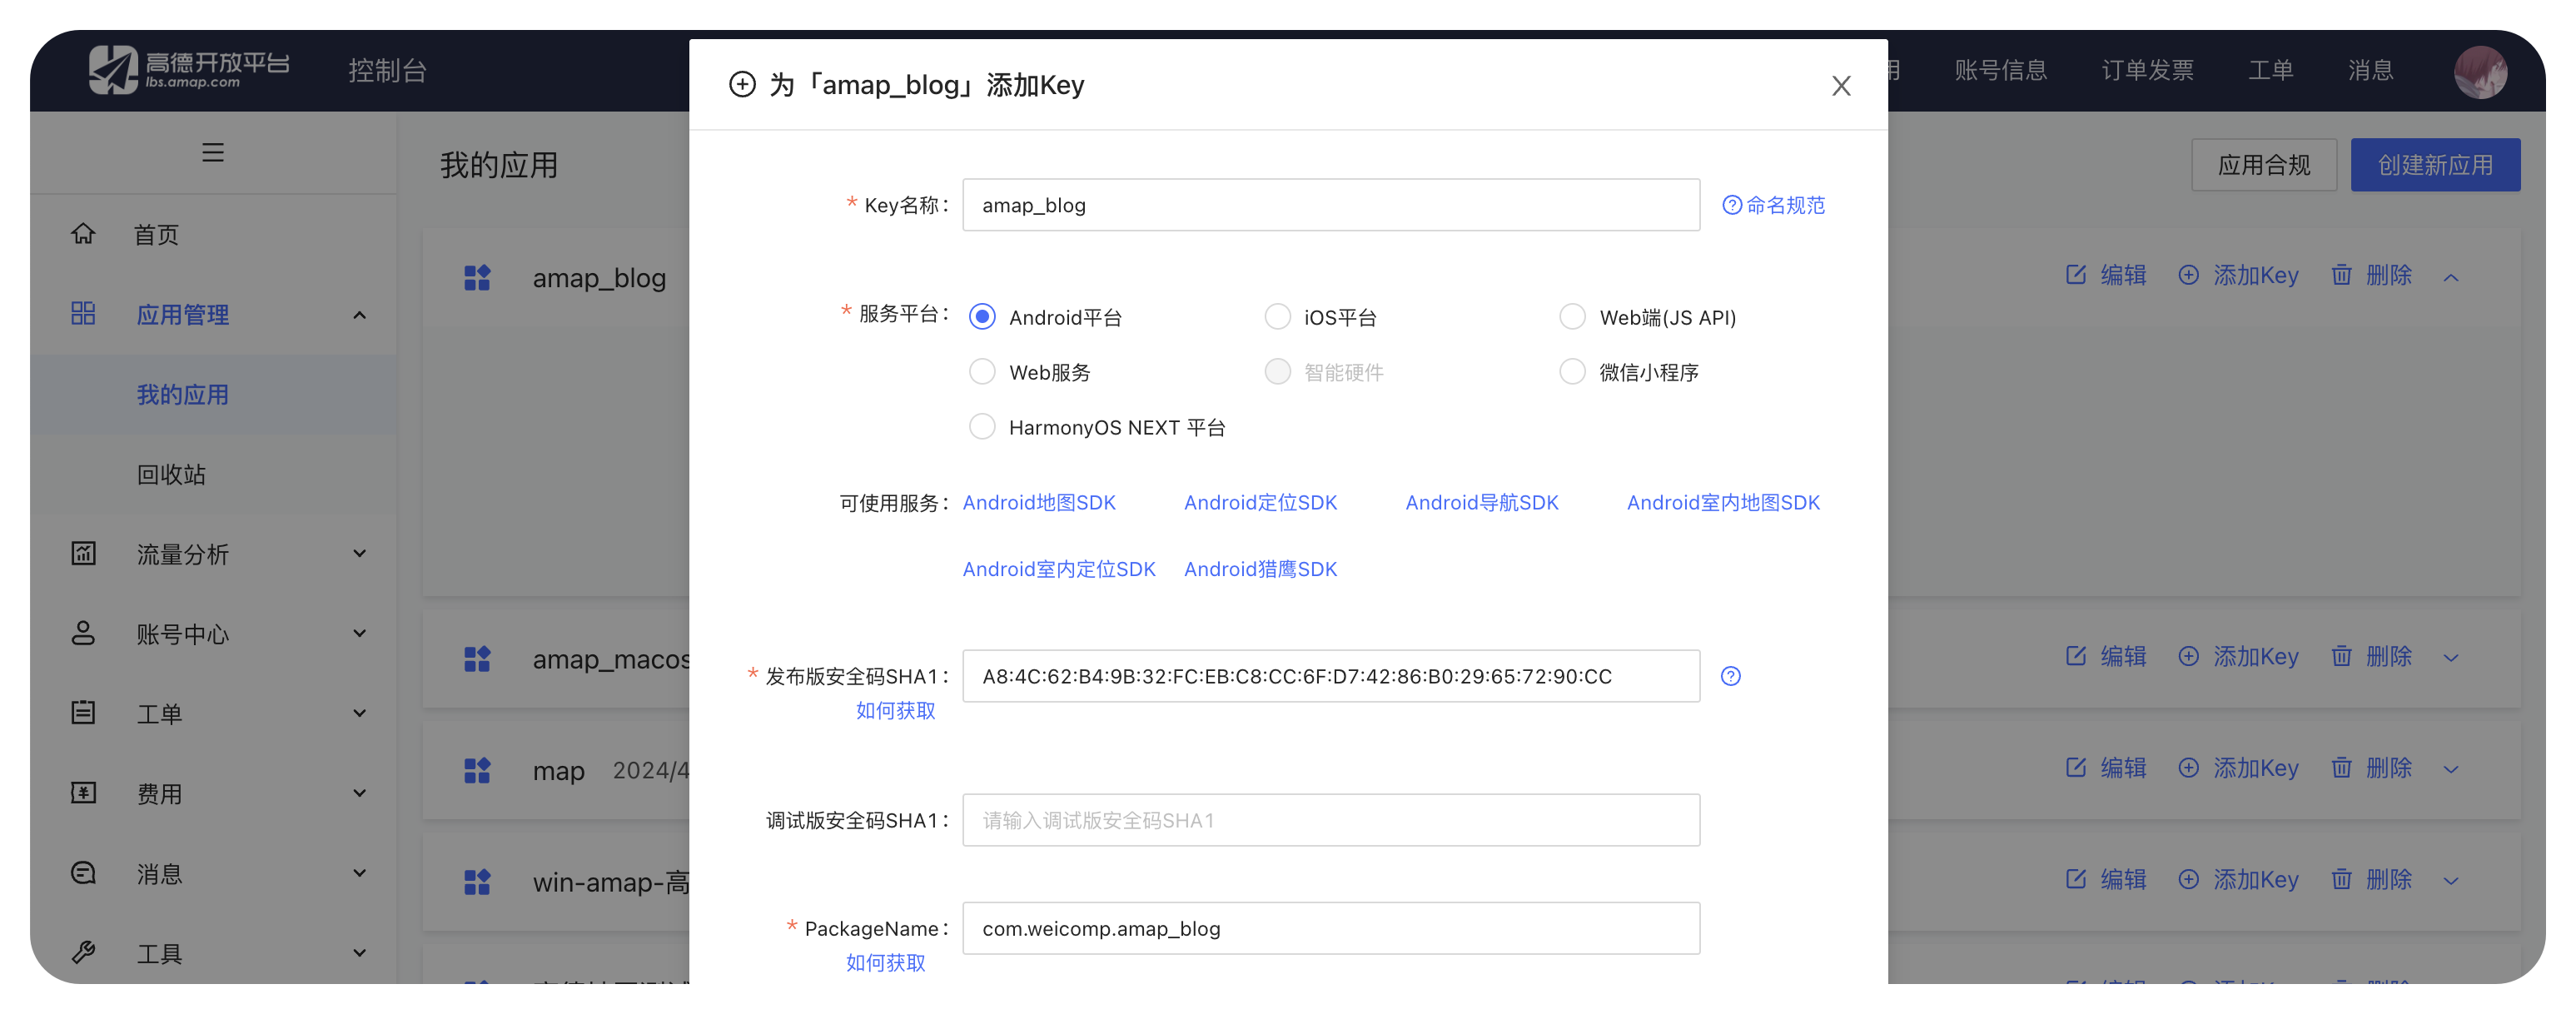 高德开放平台
lbs.amap.com
控制台
账号信息 订单发票 工单 消息
首页
应用管理
我的应用
回收站
流量分析
账号中心
工单
费用
消息
工具
我的应用
应用合规 创建新应用
amap_blog
编辑 添加Key 删除
amap_macos
编辑 添加Key 删除
map 2024/4
编辑 添加Key 删除
win-amap-高
编辑 添加Key 删除
为「amap_blog」添加Key
* Key名称: amap_blog 命名规范
* 服务平台: Android平台 iOS平台 Web端(JS API)
Web服务 智能硬件 微信小程序
HarmonyOS NEXT 平台
可使用服务: Android地图SDK Android定位SDK Android导航SDK Android室内地图SDK
Android室内定位SDK Android猎鹰SDK
* 发布版安全码SHA1: A8:4C:62:B4:9B:32:FC:EB:C8:CC:6F:D7:42:86:B0:29:65:72:90:CC
如何获取
调试版安全码SHA1: 请输入调试版安全码SHA1
* PackageName: com.weicomp.amap_blog
如何获取